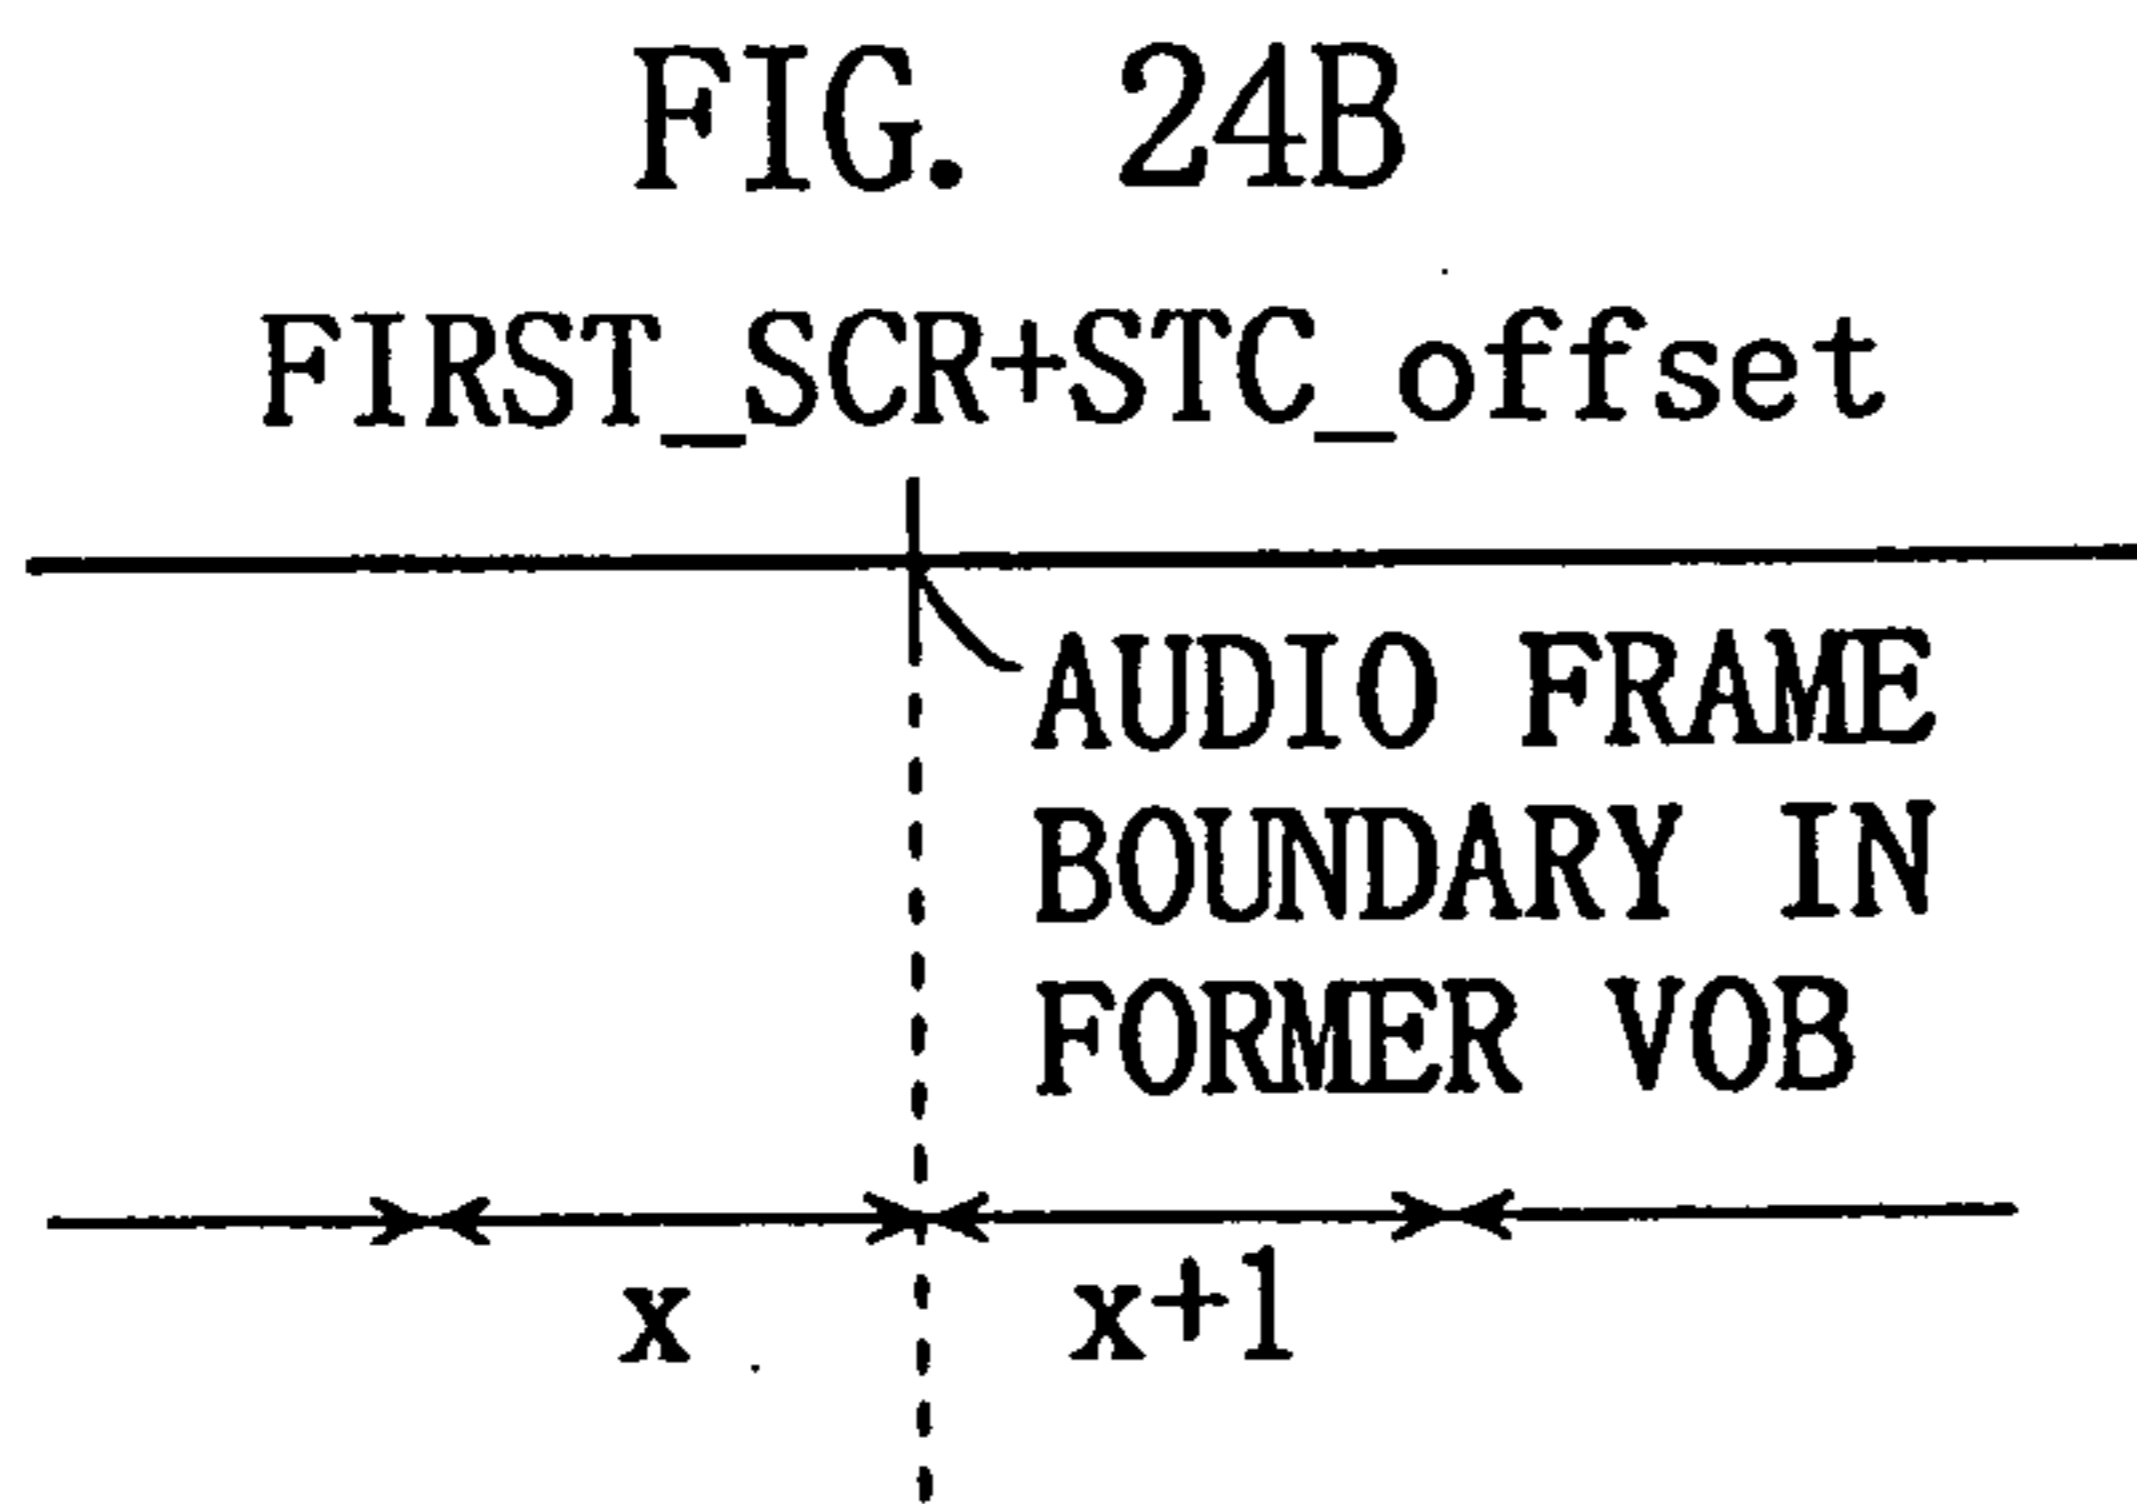 FIG. 24B
FIRST_SCR+STC_offset
AUDIO FRAME
BOUNDARY IN
FORMER VOB
x x+1